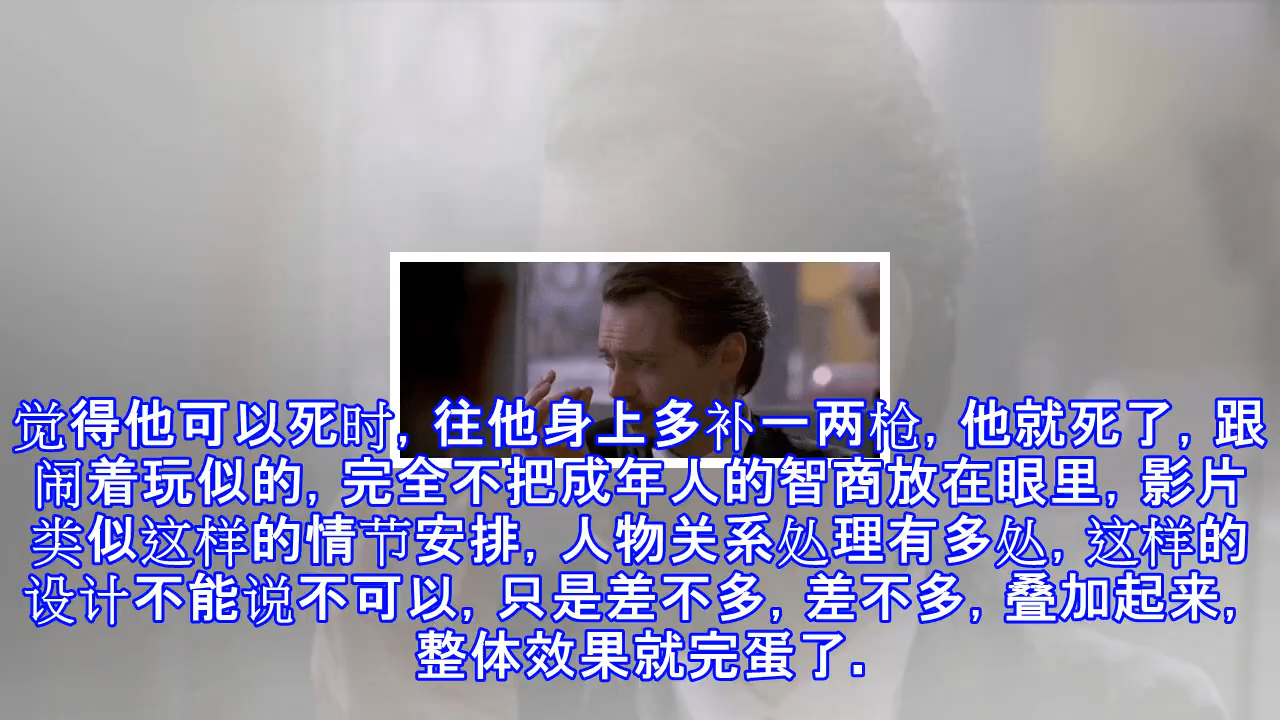 觉得他可以死时, 往他身上多补一两枪, 他就死了, 跟
闹着玩似的, 完全不把成年人的智商放在眼里, 影片
类似这样的情节安排, 人物关系处理有多处, 这样的
设计不能说不可以, 只是差不多, 差不多, 叠加起来,
整体效果就完蛋了.